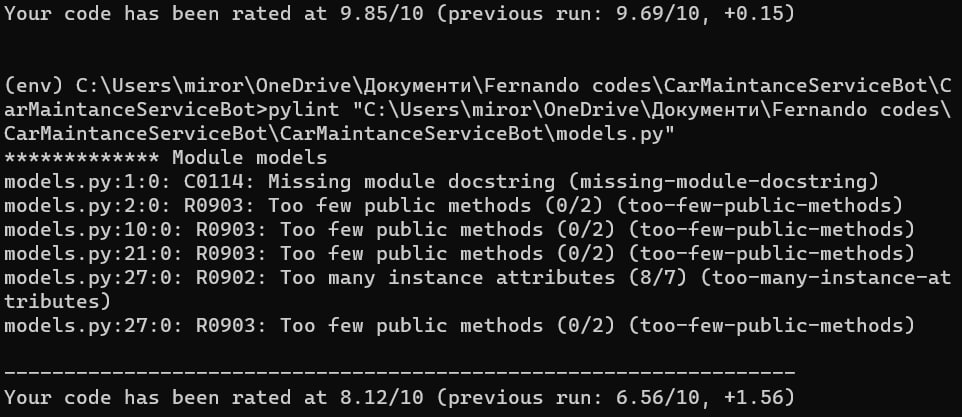 Your code has been rated at 9.85/10 (previous run: 9.69/10, +0.15)
(env) C:\Users\miror\OneDrive\Документи\Fernando codes\CarMaintanceServiceBot\C
arMaintanceServiceBot>pylint "C:\Users\miror\OneDrive\Документи\Fernando codes\
CarMaintanceServiceBot\CarMaintanceServiceBot\models.py"
************* Module models
models.py:1:0: C0114: Missing module docstring (missing-module-docstring)
models.py:2:0: R0903: Too few public methods (0/2) (too-few-public-methods)
models.py:10:0: R0903: Too few public methods (0/2) (too-few-public-methods)
models.py:21:0: R0903: Too few public methods (0/2) (too-few-public-methods)
models.py:27:0: R0902: Too many instance attributes (8/7) (too-many-instance-at
tributes)
models.py:27:0: R0903: Too few public methods (0/2) (too-few-public-methods)
------------------------------------------------------------------
Your code has been rated at 8.12/10 (previous run: 6.56/10, +1.56)